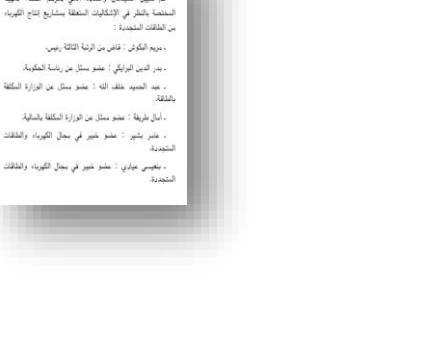 المختصة بالنظر في الإشكاليات المتعلقة بمشاريع إنتاج الكهرباء
من الطاقات المتجددة :
ـ مريم البكوش : قاض من الرتبة الثالثة رئيس.
ـ بدر الدين البرايكي : عضو ممثل عن رئاسة الحكومة.
ـ عبد الحميد خلف الله : عضو ممثل عن الوزارة المكلفة
بالطاقة.
ـ أمال طريفة : عضو ممثل عن الوزارة المكلفة بالمالية.
ـ عامر بشير : عضو خبير في مجال الكهرباء والطاقات
المتجددة.
ـ بنعيسى عيادي : عضو خبير في مجال الكهرباء والطاقات
المتجددة.